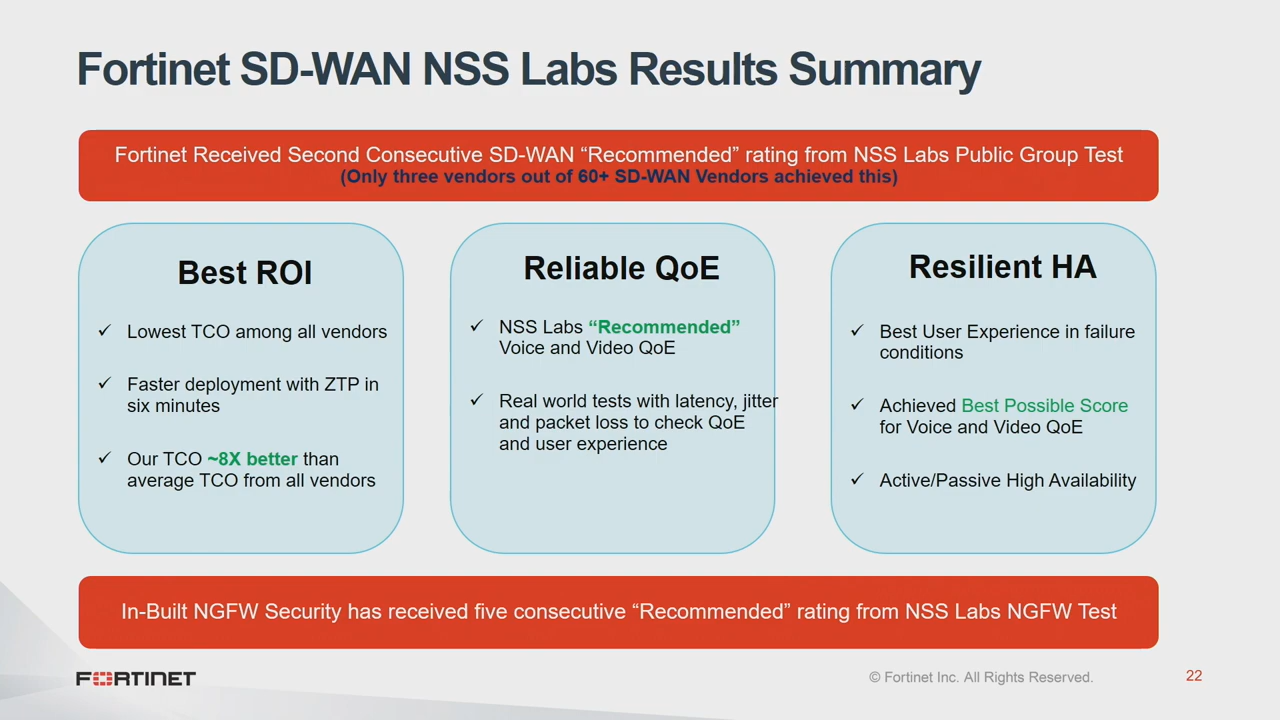 Fortinet SD-WAN NSS Labs Results Summary
Fortinet Received Second Consecutive SD-WAN “Recommended” rating from NSS Labs Public Group Test
(Only three vendors out of 60+ SD-WAN Vendors achieved this)
Best ROI
✓ Lowest TCO among all vendors
✓ Faster deployment with ZTP in
six minutes
✓ Our TCO ~8X better than
average TCO from all vendors
Reliable QoE
✓ NSS Labs “Recommended”
Voice and Video QoE
✓ Real world tests with latency, jitter
and packet loss to check QoE
and user experience
Resilient HA
✓ Best User Experience in failure
conditions
✓ Achieved Best Possible Score
for Voice and Video QoE
✓ Active/Passive High Availability
In-Built NGFW Security has received five consecutive “Recommended” rating from NSS Labs NGFW Test
FORTINET
© Fortinet Inc. All Rights Reserved.
22